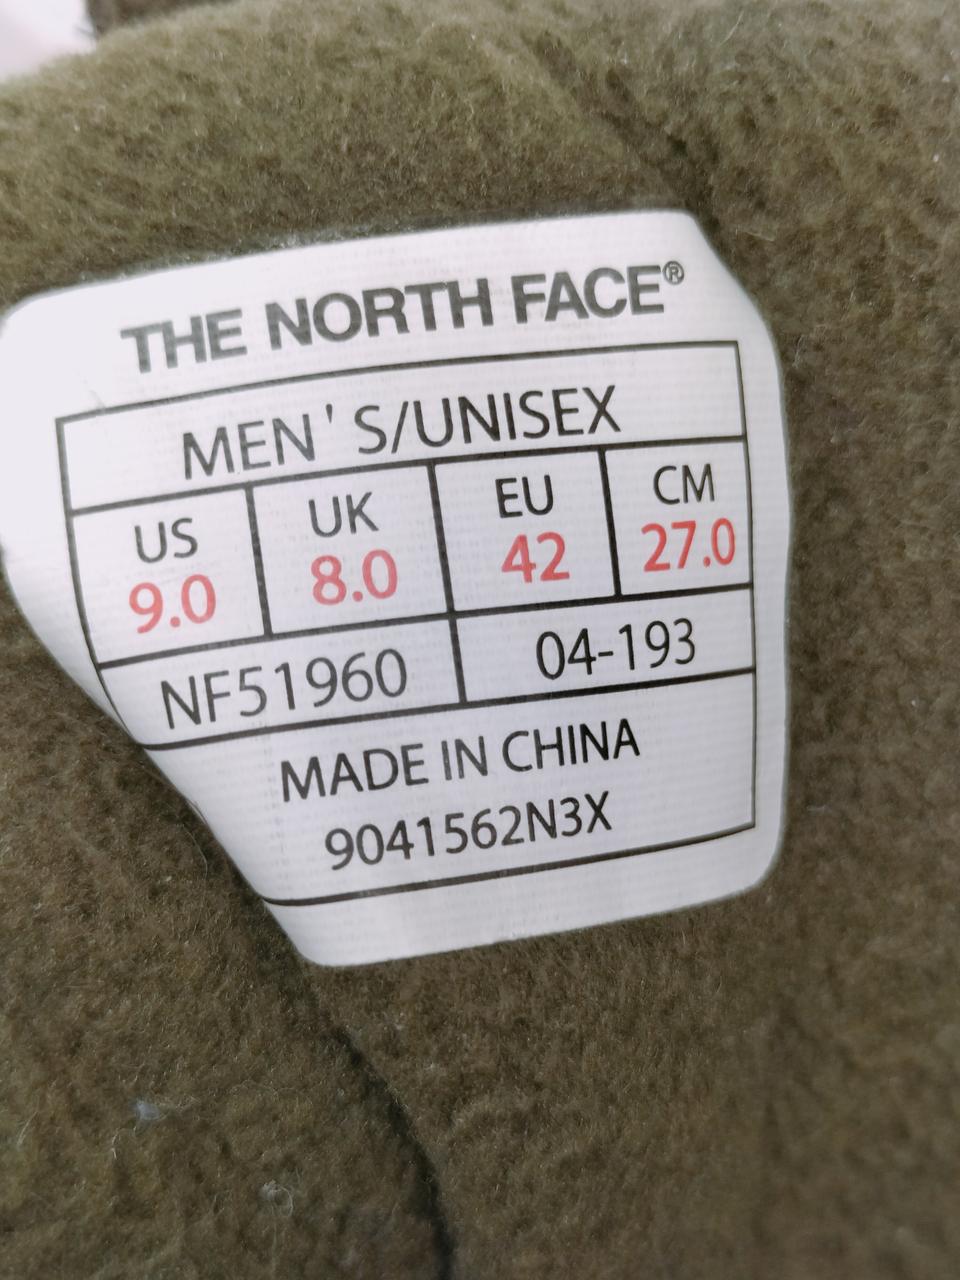 THE NORTH FACE®
MEN'S/UNISEX
US UK EU CM
9.0 8.0 42 27.0
NF51960 04-193
MADE IN CHINA
9041562N3X